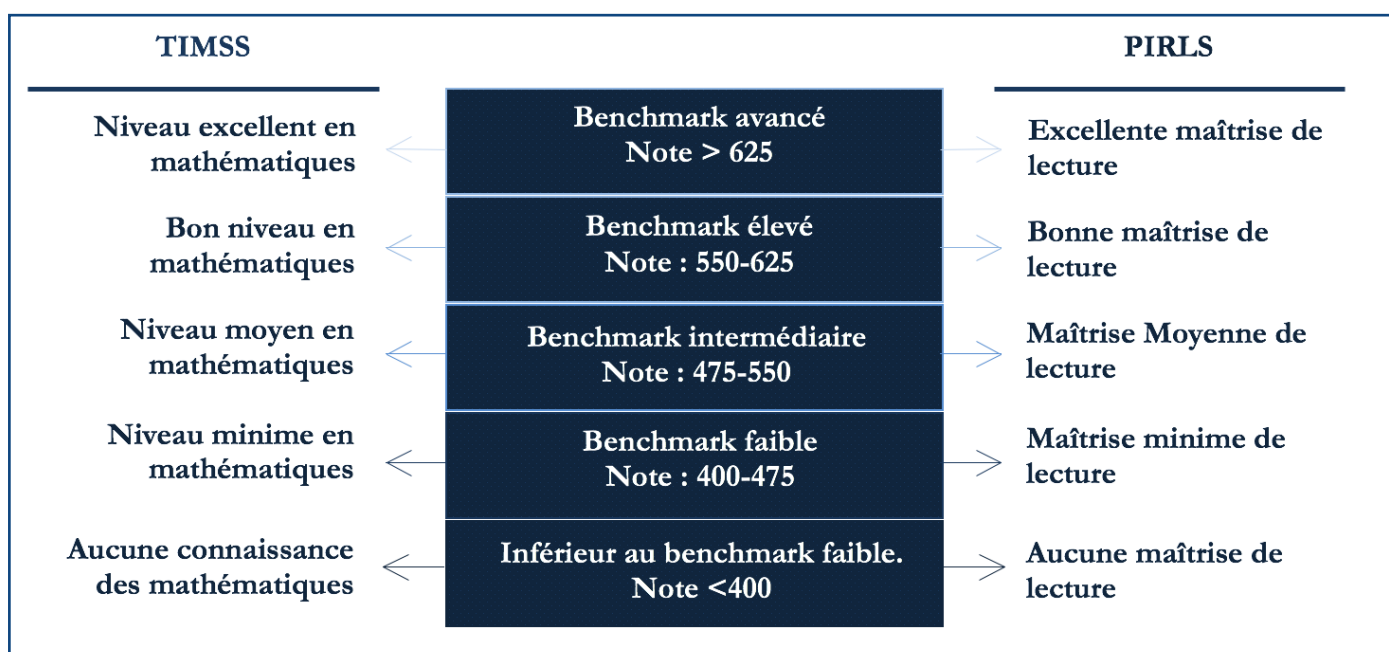 TIMSS
PIRLS
Niveau excellent en
mathématiques
Benchmark avancé
Note > 625
Excellente maîtrise de
lecture
Bon niveau en
mathématiques
Benchmark élevé
Note : 550-625
Bonne maîtrise de
lecture
Niveau moyen en
mathématiques
Benchmark intermédiaire
Note : 475-550
Maîtrise Moyenne de
lecture
Niveau minime en
mathématiques
Benchmark faible
Note : 400-475
Maîtrise minime de
lecture
Aucune connaissance
des mathématiques
Inférieur au benchmark faible.
Note <400
Aucune maîtrise de
lecture